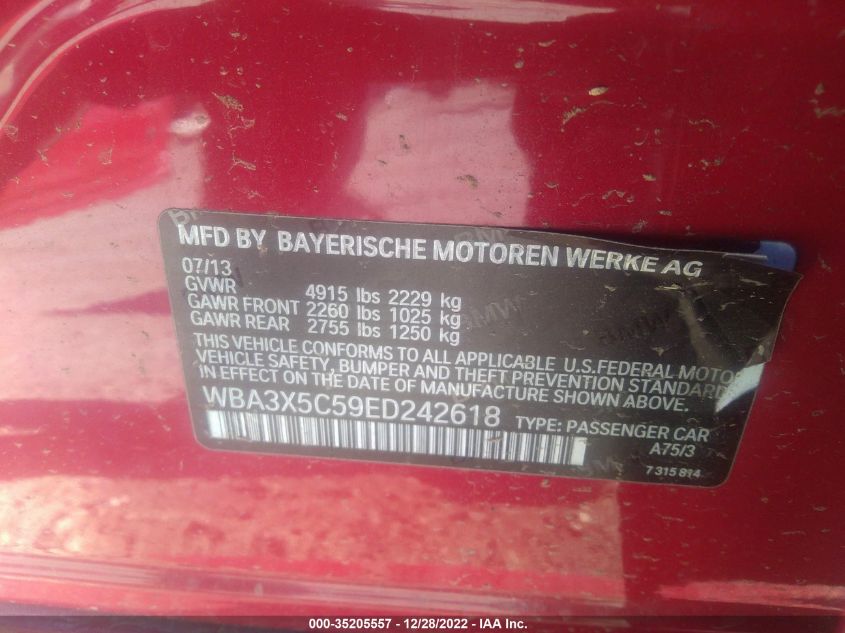 MFD BY BAYERISCHE MOTOREN WERKE AG
07/13
GVWR 4915 lbs 2229 kg
GAWR FRONT 2260 lbs 1025 kg
GAWR REAR 2755 lbs 1250 kg
THIS VEHICLE CONFORMS TO ALL APPLICABLE U.S.FEDERAL MOTO
VEHICLE SAFETY, BUMPER AND THEFT PREVENTION STANDARD
IN EFFECT ON THE DATE OF MANUFACTURE SHOWN ABOVE.
WBA3X5C59ED242618 TYPE: PASSENGER CAR
A75/3
7 315 814
000-35205557 - 12/28/2022 - IAA Inc.